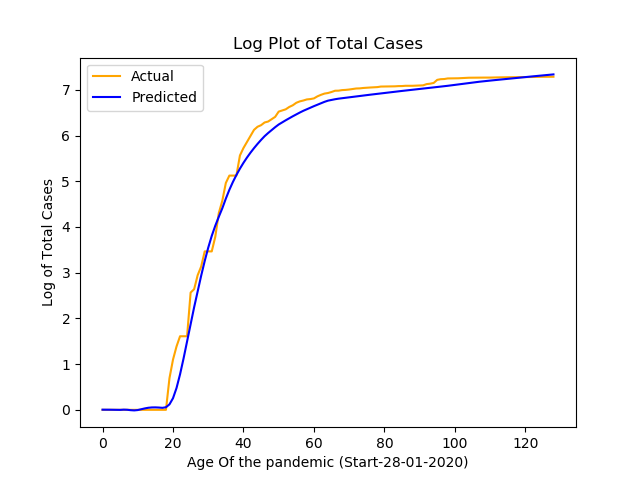 Log Plot of Total Cases
Actual
Predicted
Log of Total Cases
7
6
5
4
3
2
1
0
0 20 40 60 80 100 120
Age Of the pandemic (Start-28-01-2020)